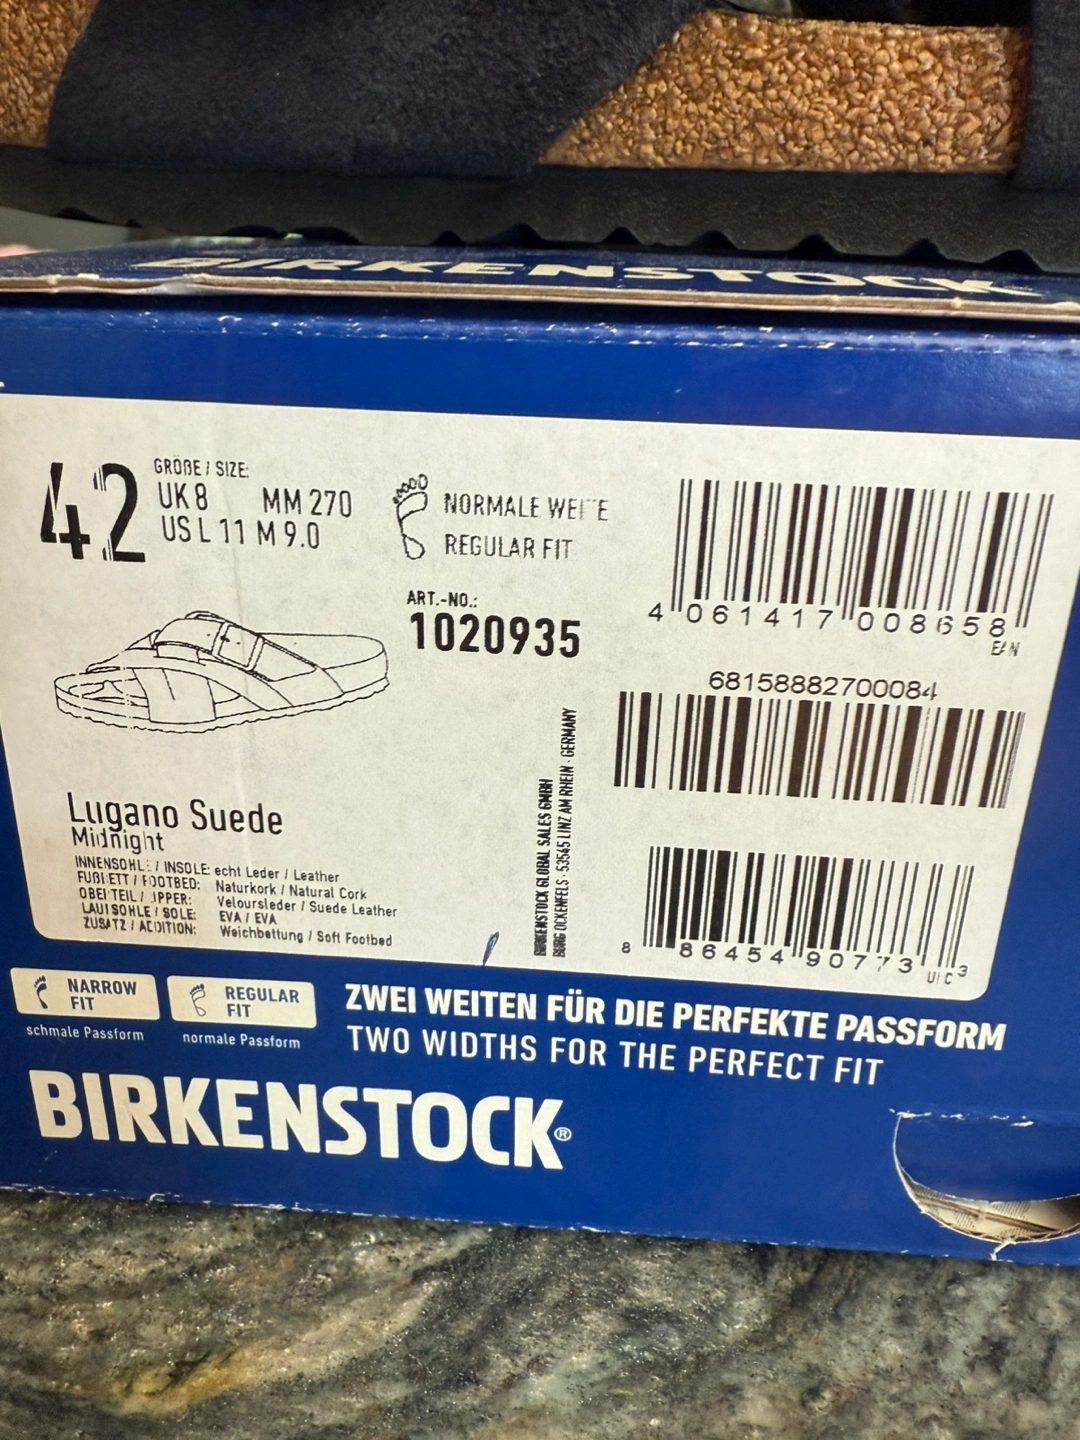 BIRKENSTOCK
42
GRÖßE / SIZE:
UK 8 MM 270
US L 11 M 9.0
NORMALE WEITE
REGULAR FIT
ART.-NO.:
1020935
4 061417 008658
EAN
68158882700084
Lugano Suede
Midnight
INNENSOHLE / INSOLE: echt Leder / Leather
FUßBETT / FOOTBED: Naturkork / Natural Cork
OBERTEIL / UPPER: Veloursleder / Suede Leather
LAUFSOHLE / SOLE: EVA / EVA
ZUSATZ / ADDITION: Weichbettung / Soft Footbed
BIRKENSTOCK GLOBAL SALES GMBH
BURG OCKENFELS · 53545 LINZ AM RHEIN · GERMANY
8 86454 90773 3
UPC
NARROW
FIT
schmale Passform
REGULAR
FIT
normale Passform
ZWEI WEITEN FÜR DIE PERFEKTE PASSFORM
TWO WIDTHS FOR THE PERFECT FIT
BIRKENSTOCK®